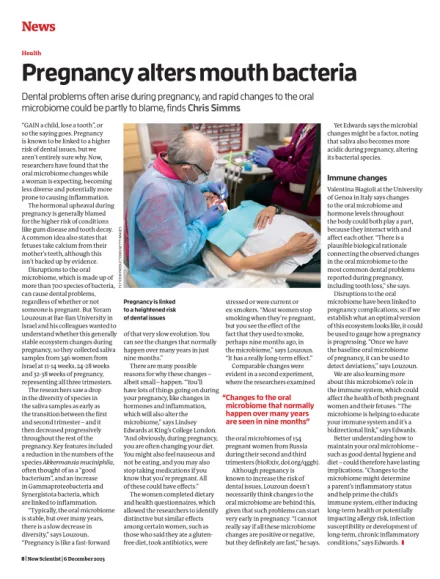 News
Health
Pregnancy alters mouth bacteria
Dental problems often arise during pregnancy, and rapid changes to the oral
microbiome could be partly to blame, finds Chris Simms
"GAIN a child, lose a tooth", or
so the saying goes. Pregnancy
is known to be linked to a higher
risk of dental issues, but we
aren't entirely sure why. Now,
researchers have found that the
oral microbiome changes while
a woman is expecting, becoming
less diverse and potentially more
prone to causing inflammation.
The hormonal upheaval during
pregnancy is generally blamed
for the higher risk of conditions
like gum disease and tooth decay.
A common idea also states that
fetuses take calcium from their
mother's teeth, although this
isn't backed up by evidence.
Disruptions to the oral
microbiome, which is made up of
more than 700 species of bacteria,
can cause dental problems,
regardless of whether or not
someone is pregnant. But Yoram
Louzoun at Bar-Ilan University in
Israel and his colleagues wanted to
understand whether this generally
stable ecosystem changes during
pregnancy, so they collected saliva
samples from 346 women from
Israel at 11-14 weeks, 24-28 weeks
and 32-38 weeks of pregnancy,
representing all three trimesters.
The researchers saw a drop
in the diversity of species in
the saliva samples as early as
the transition between the first
and second trimester – and it
then decreased progressively
throughout the rest of the
pregnancy. Key features included
a reduction in the numbers of the
species Akkermansia muciniphila,
often thought of as a "good
bacterium", and an increase
in Gammaproteobacteria and
Synergistota bacteria, which
are linked to inflammation.
"Typically, the oral microbiome
is stable, but over many years,
there is a slow decrease in
diversity," says Louzoun.
"Pregnancy is like a fast-forward
Pregnancy is linked
to a heightened risk
of dental issues
of that very slow evolution. You
can see the changes that normally
happen over many years in just
nine months."
There are many possible
reasons for why these changes –
albeit small – happen. "You'll
have lots of things going on during
your pregnancy, like changes in
hormones and inflammation,
which will also alter the
microbiome," says Lindsey
Edwards at King's College London.
"And obviously, during pregnancy,
you are often changing your diet.
You might also feel nauseous and
not be eating, and you may also
stop taking medications if you
know that you're pregnant. All
of these could have effects."
The women completed dietary
and health questionnaires, which
allowed the researchers to identify
distinctive but similar effects
among certain women, such as
those who said they ate a gluten-
free diet, took antibiotics, were
stressed or were current or
ex-smokers. "Most women stop
smoking when they're pregnant,
but you see the effect of the
fact that they used to smoke,
perhaps nine months ago, in
the microbiome," says Louzoun.
"It has a really long-term effect."
Comparable changes were
evident in a second experiment,
where the researchers examined
"Changes to the oral
microbiome that normally
happen over many years
are seen in nine months"
the oral microbiomes of 154
pregnant women from Russia
during their second and third
trimesters (bioRxiv, doi.org/qggb).
Although pregnancy is
known to increase the risk of
dental issues, Louzoun doesn't
necessarily think changes to the
oral microbiome are behind this,
given that such problems can start
very early in pregnancy. "I cannot
really say if all these microbiome
changes are positive or negative,
but they definitely are fast," he says.
Yet Edwards says the microbial
changes might be a factor, noting
that saliva also becomes more
acidic during pregnancy, altering
its bacterial species.
Immune changes
Valentina Biagioli at the University
of Genoa in Italy says changes
to the oral microbiome and
hormone levels throughout
the body could both play a part,
because they interact with and
affect each other. "There is a
plausible biological rationale
connecting the observed changes
in the oral microbiome to the
most common dental problems
reported during pregnancy,
including tooth loss," she says.
Disruptions to the oral
microbiome have been linked to
pregnancy complications, so if we
establish what an optimal version
of this ecosystem looks like, it could
be used to gauge how a pregnancy
is progressing. "Once we have
the baseline oral microbiome
of pregnancy, it can be used to
detect deviations," says Louzoun.
We are also learning more
about this microbiome's role in
the immune system, which could
affect the health of both pregnant
women and their fetuses. "The
microbiome is helping to educate
your immune system and it's a
bidirectional link," says Edwards.
Better understanding how to
maintain your oral microbiome –
such as good dental hygiene and
diet – could therefore have lasting
implications. "Changes to the
microbiome might determine
a parent's inflammatory status
and help prime the child's
immune system, either inducing
long-term health or potentially
impacting allergy risk, infection
susceptibility or development of
long-term, chronic inflammatory
conditions," says Edwards.
8 | New Scientist | 6 December 2025